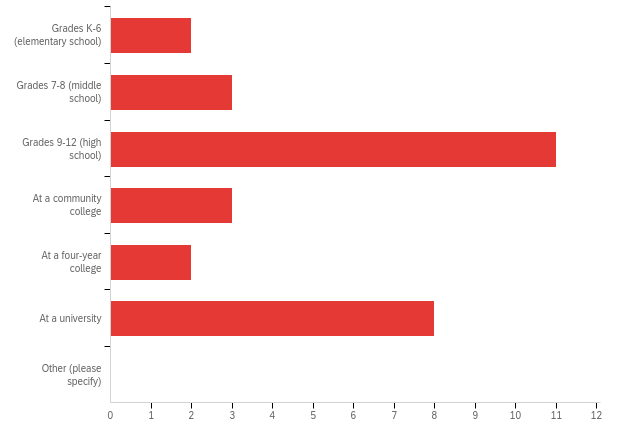 Grades K-6
(elementary school)
Grades 7-8 (middle
school)
Grades 9-12 (high
school)
At a community
college
At a four-year
college
At a university
Other (please
specify)
0 1 2 3 4 5 6 7 8 9 10 11 12